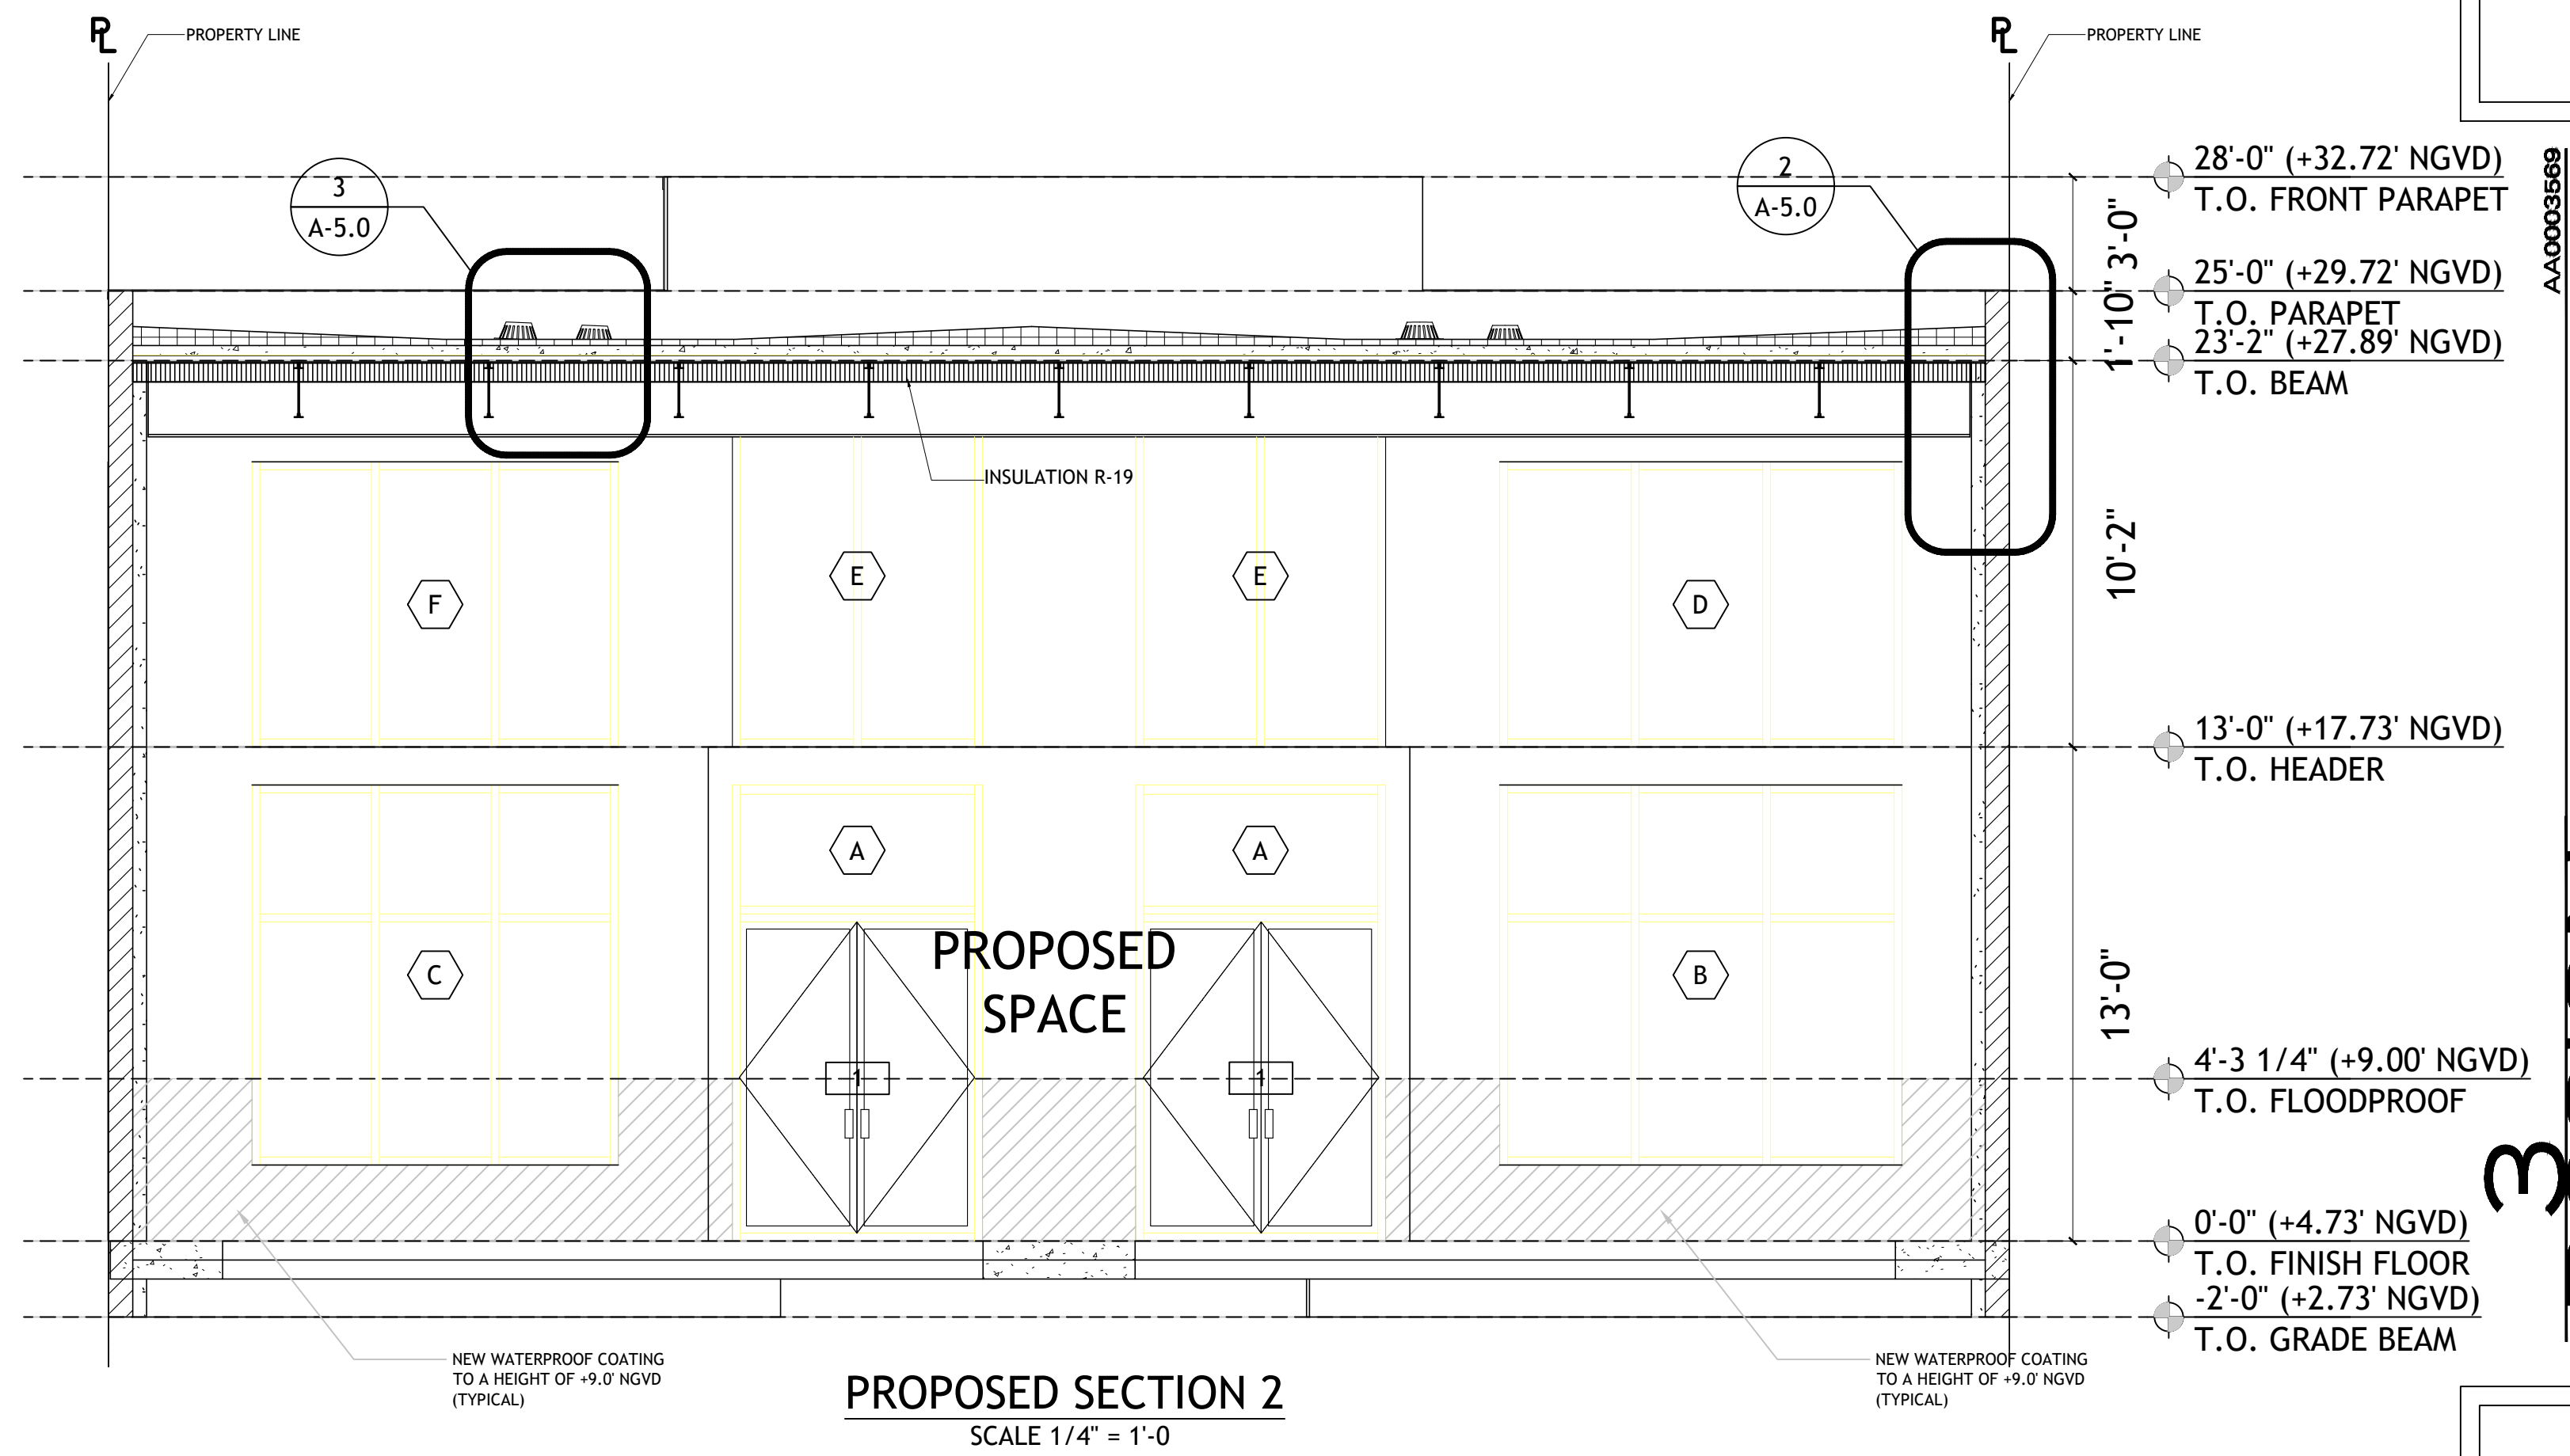 PL
PROPERTY LINE
PL
PROPERTY LINE
3
A-5.0
2
A-5.0
28'-0" (+32.72' NGVD)
T.O. FRONT PARAPET
3'-0"
25'-0" (+29.72' NGVD)
T.O. PARAPET
1'-10"
23'-2" (+27.89' NGVD)
T.O. BEAM
AA0003569
INSULATION R-19
10'-2"
F
E
E
D
13'-0" (+17.73' NGVD)
T.O. HEADER
A
A
C
PROPOSED
SPACE
B
13'-0"
1
1
4'-3 1/4" (+9.00' NGVD)
T.O. FLOODPROOF
0'-0" (+4.73' NGVD)
T.O. FINISH FLOOR
-2'-0" (+2.73' NGVD)
T.O. GRADE BEAM
NEW WATERPROOF COATING
TO A HEIGHT OF +9.0' NGVD
(TYPICAL)
NEW WATERPROOF COATING
TO A HEIGHT OF +9.0' NGVD
(TYPICAL)
PROPOSED SECTION 2
SCALE 1/4" = 1'-0